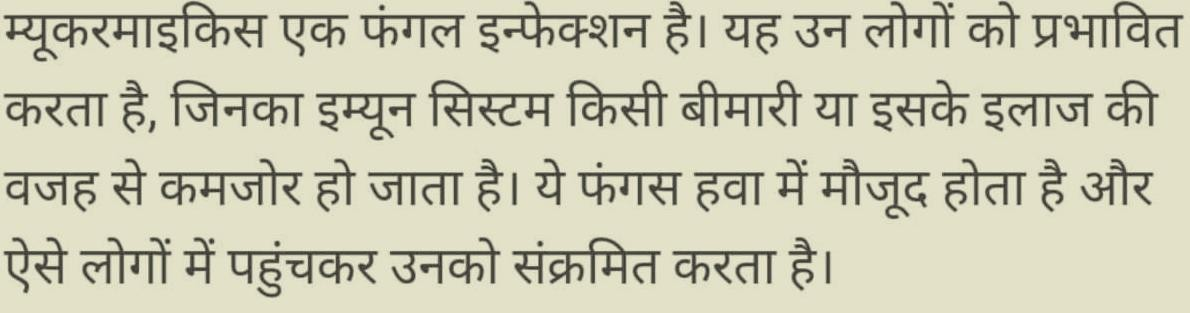 म्यूकरमाइकिस एक फंगल इन्फेक्शन है। यह उन लोगों को प्रभावित
करता है, जिनका इम्यून सिस्टम किसी बीमारी या इसके इलाज की
वजह से कमजोर हो जाता है। ये फंगस हवा में मौजूद होता है और
ऐसे लोगों में पहुंचकर उनको संक्रमित करता है।